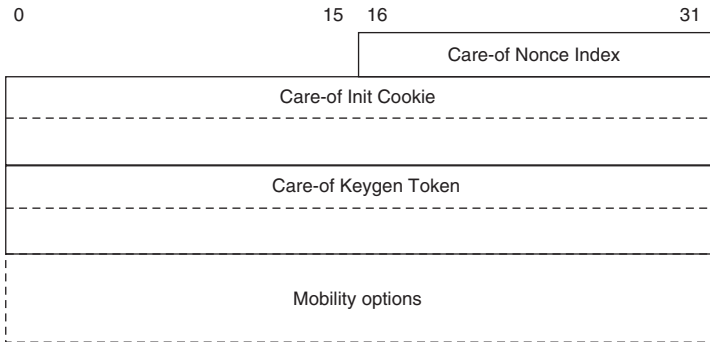 0 15 16 31
Care-of Nonce Index
Care-of Init Cookie
Care-of Keygen Token
Mobility options